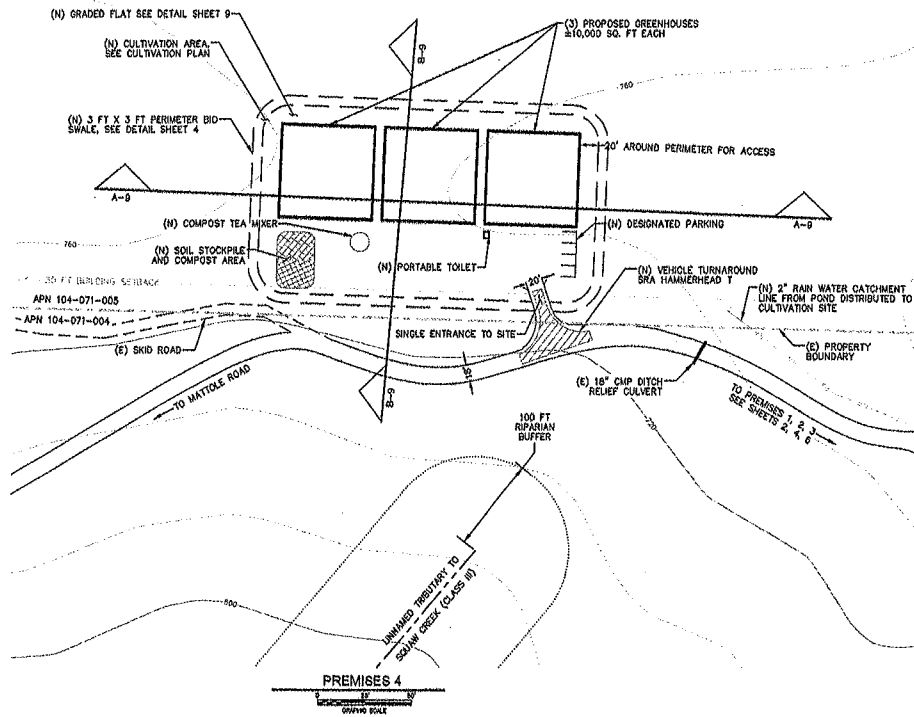 (N) GRADED FLAT SEE DETAIL SHEET 9
(3) PROPOSED GREENHOUSES
±10,000 SQ. FT EACH
(N) CULTIVATION AREA,
SEE CULTIVATION PLAN
B-9
760
(N) 3 FT X 3 FT PERIMETER BIO
SWALE, SEE DETAIL SHEET 4
20' AROUND PERIMETER FOR ACCESS
A-9
A-9
(N) COMPOST TEA MIXER
(N) DESIGNATED PARKING
760
(N) SOIL STOCKPILE
AND COMPOST AREA
(N) PORTABLE TOILET
(N) VEHICLE TURNAROUND
SRA HAMMERHEAD T
35 FT BUILDING SETBACK
20'
(N) 2" RAIN WATER CATCHMENT
LINE FROM POND DISTRIBUTED TO
CULTIVATION SITE
APN 104-071-005
APN 104-071-004
SINGLE ENTRANCE TO SITE
(E) SKID ROAD
(E) PROPERTY
BOUNDARY
TO MATTOLE ROAD
B-9
(E) 18" CMP DITCH
RELIEF CULVERT
TO PREMISES 1, 2, 3
SEE SHEETS 2, 4, 6
720
100 FT
RIPARIAN
BUFFER
UNNAMED TRIBUTARY TO
SQUAW CREEK (CLASS III)
PREMISES 4
0
GRAPHIC SCALE